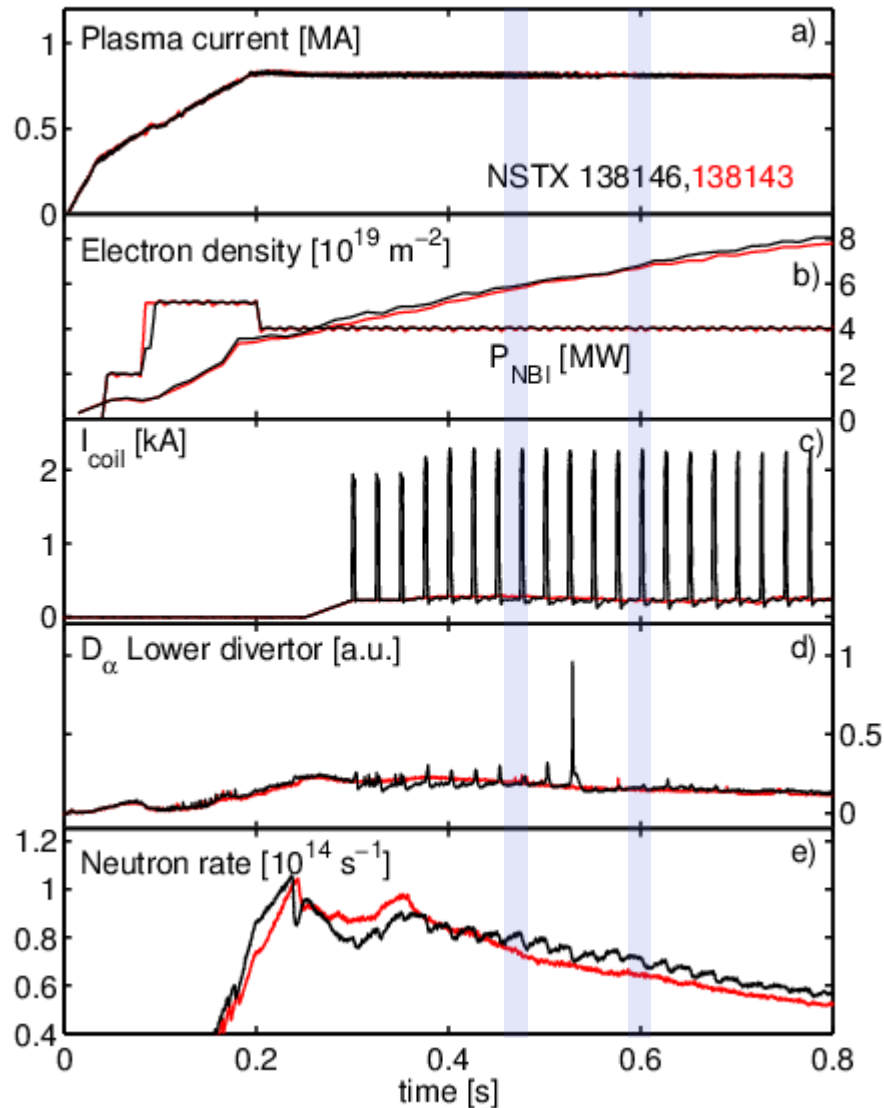 Plasma current [MA]
a)
1
0.5
0
NSTX 138146,138143
Electron density [10^19 m^−2]
b)
8
6
4
2
0
P_NBI [MW]
I_coil [kA]
c)
2
1
0
D_α Lower divertor [a.u.]
d)
1
0.5
0
Neutron rate [10^14 s^−1]
e)
1.2
1
0.8
0.6
0.4
0 0.2 0.4 0.6 0.8
time [s]